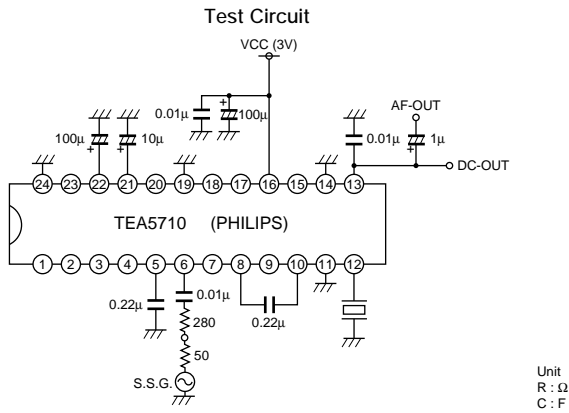 Test Circuit
VCC (3V)
0.01μ
100μ
AF-OUT
100μ
10μ
0.01μ
1μ
DC-OUT
24 23 22 21 20 19 18 17 16 15 14 13
TEA5710 (PHILIPS)
1 2 3 4 5 6 7 8 9 10 11 12
0.22μ
0.01μ
280
0.22μ
50
S.S.G.
Unit
R : Ω
C : F